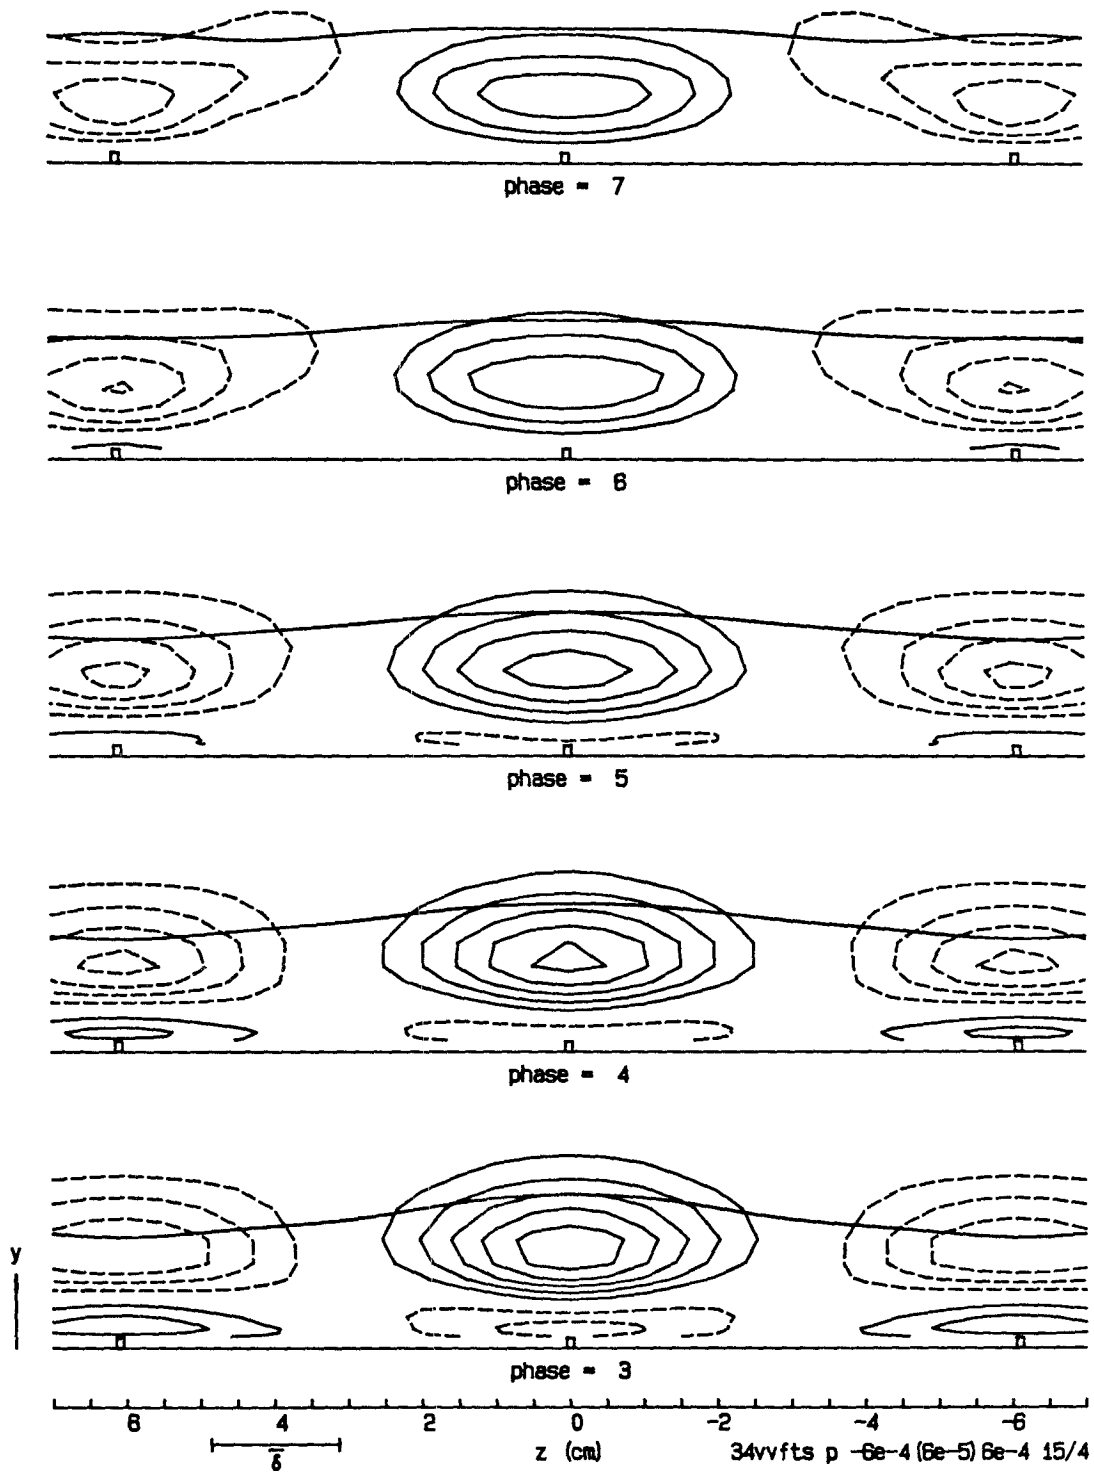 phase = 7
phase = 6
phase = 5
phase = 4
y
phase = 3
6 4 2 0 -2 -4 -6
δ̅ z (cm) 34vvfts p -6e-4 (6e-5) 6e-4 15/4